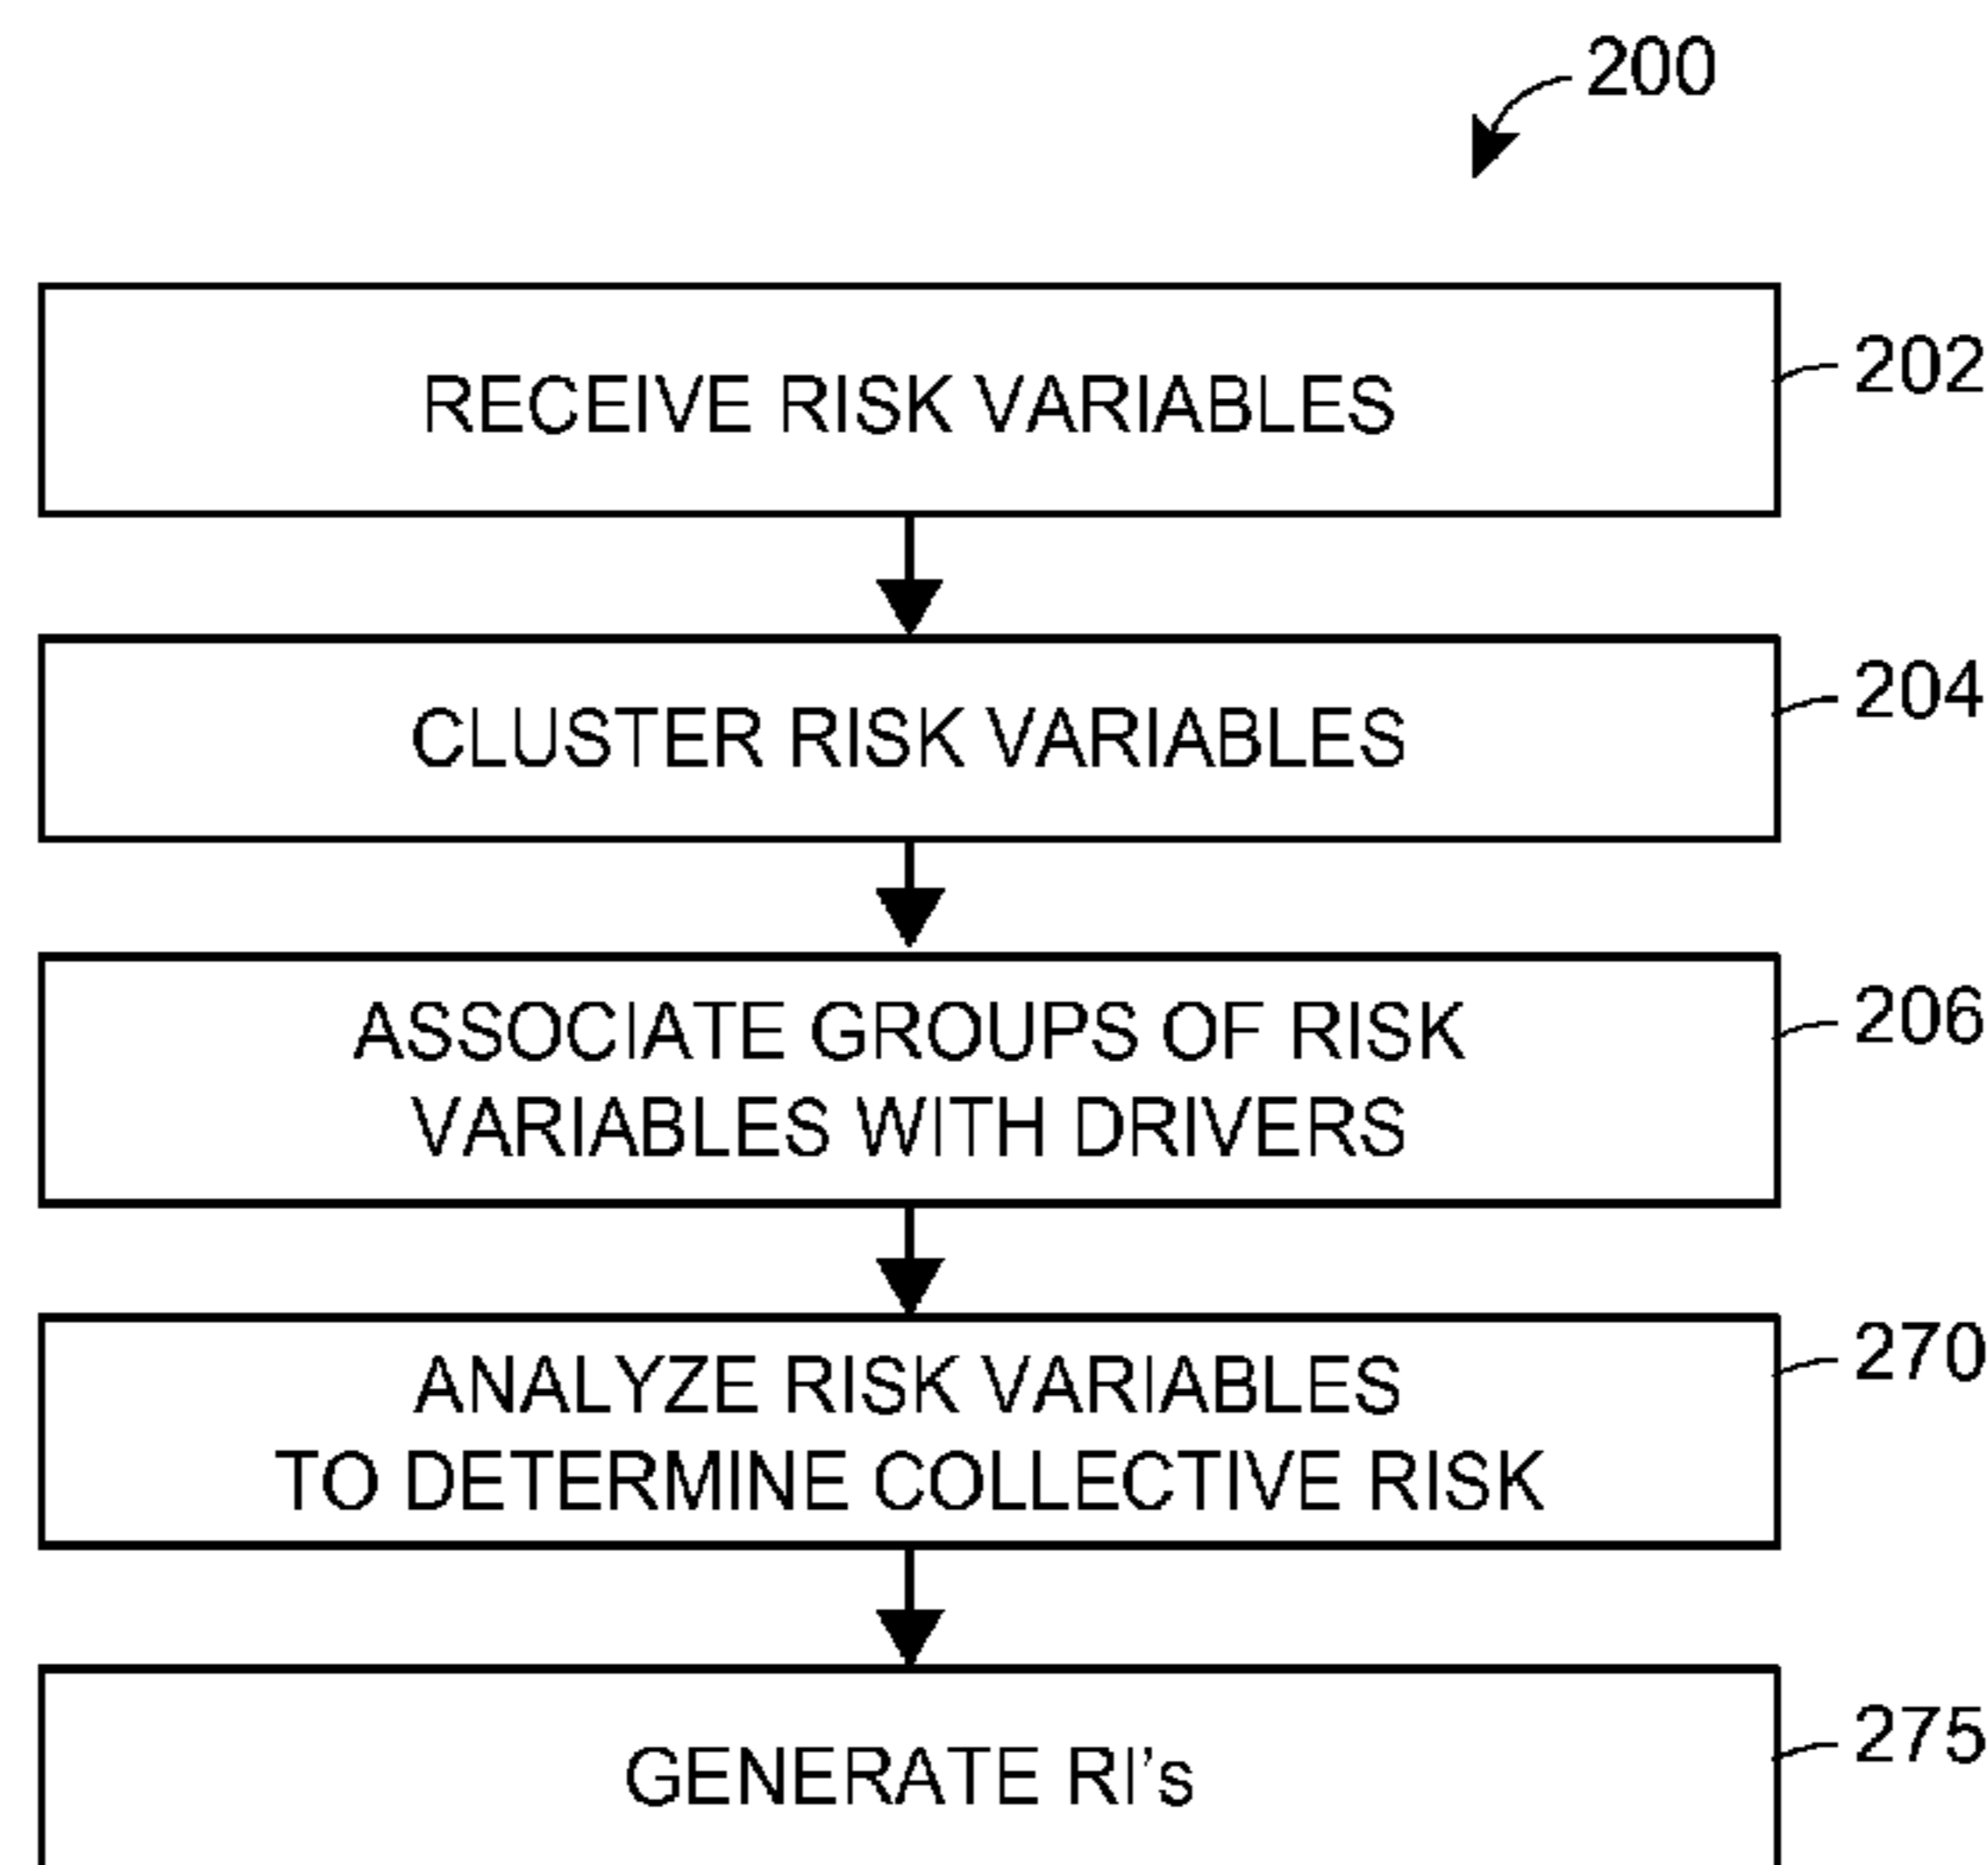 200
RECEIVE RISK VARIABLES
202
CLUSTER RISK VARIABLES
204
ASSOCIATE GROUPS OF RISK
VARIABLES WITH DRIVERS
206
ANALYZE RISK VARIABLES
TO DETERMINE COLLECTIVE RISK
270
GENERATE RI's
275